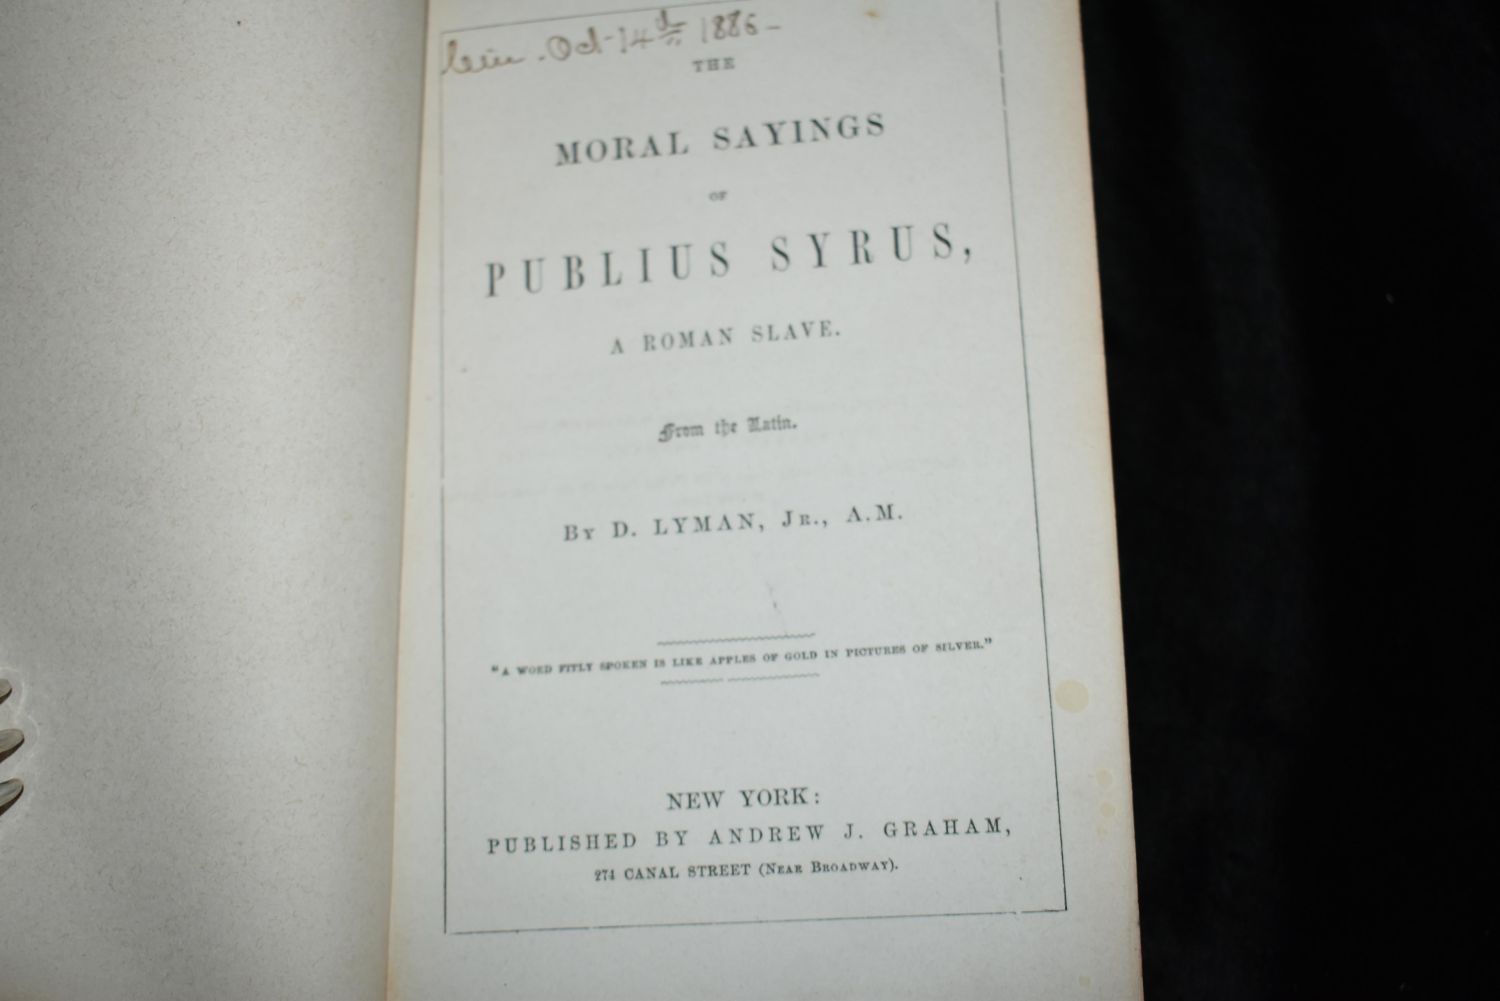 Oct. 14th 1886 -
THE
MORAL SAYINGS
OF
PUBLIUS SYRUS,
A ROMAN SLAVE.
From the Latin.
BY D. LYMAN, JR., A.M.
"A WORD FITLY SPOKEN IS LIKE APPLES OF GOLD IN PICTURES OF SILVER."
NEW YORK:
PUBLISHED BY ANDREW J. GRAHAM,
274 CANAL STREET (NEAR BROADWAY).